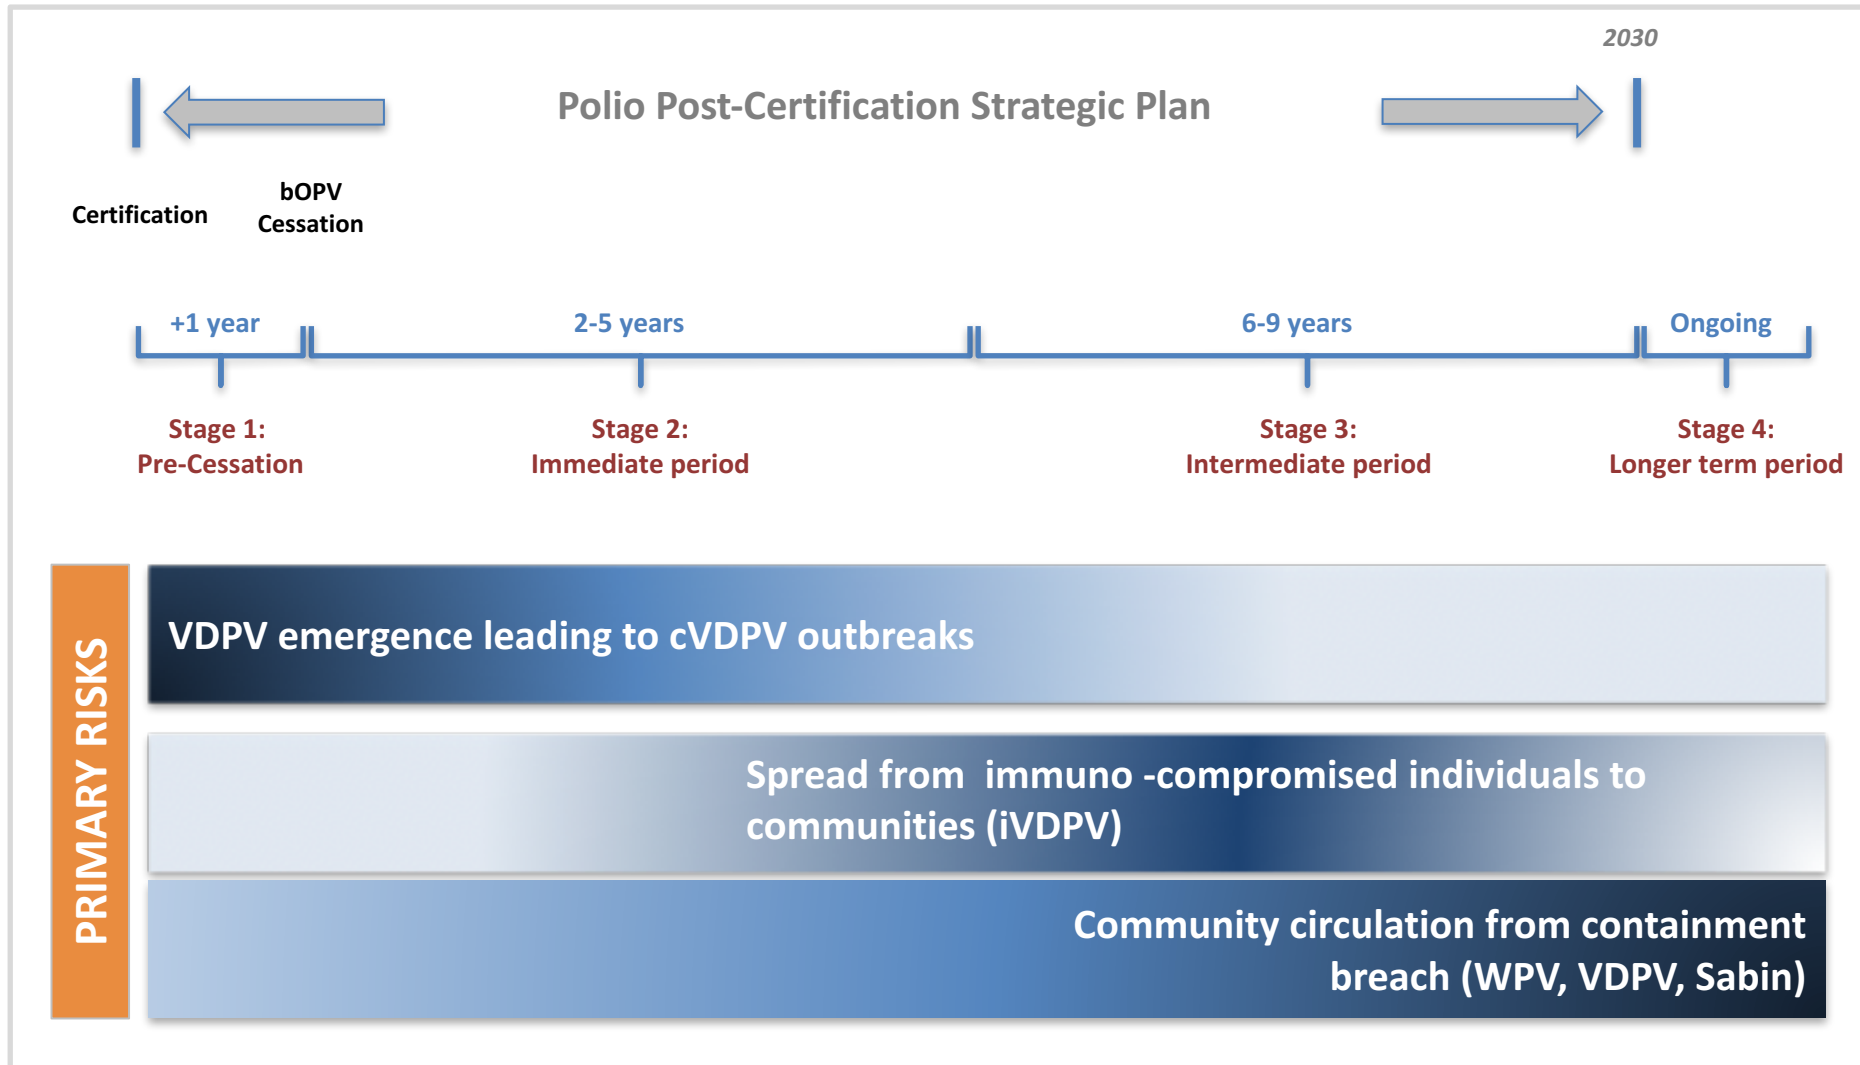 2030
Polio Post-Certification Strategic Plan
Certification
bOPV
Cessation
+1 year
2-5 years
6-9 years
Ongoing
Stage 1:
Pre-Cessation
Stage 2:
Immediate period
Stage 3:
Intermediate period
Stage 4:
Longer term period
PRIMARY RISKS
VDPV emergence leading to cVDPV outbreaks
Spread from  immuno -compromised individuals to
communities (iVDPV)
Community circulation from containment
breach (WPV, VDPV, Sabin)